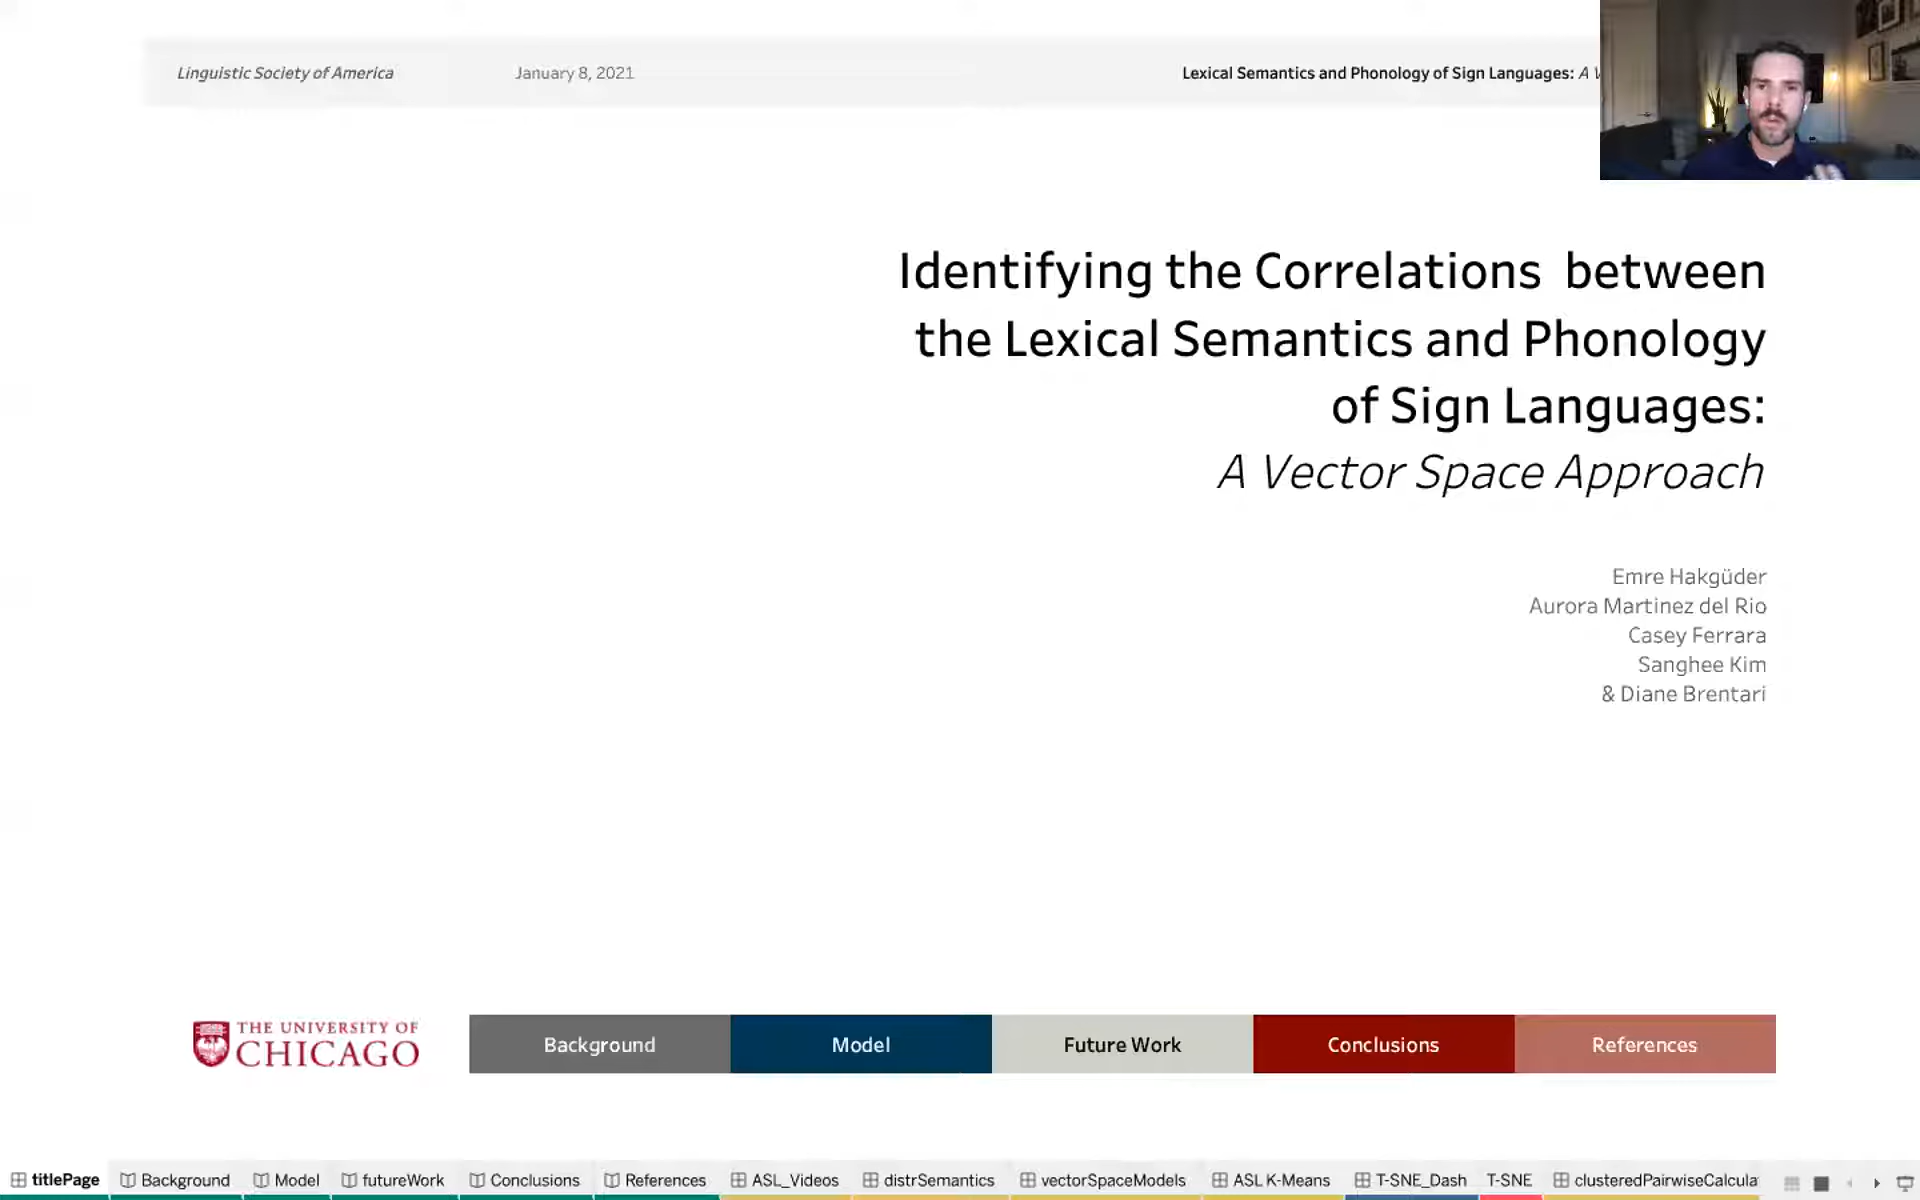 Linguistic Society of America
January 8, 2021
Lexical Semantics and Phonology of Sign Languages: A
Identifying the Correlations between
the Lexical Semantics and Phonology
of Sign Languages:
A Vector Space Approach
Emre Hakgüder
Aurora Martinez del Rio
Casey Ferrara
Sanghee Kim
& Diane Brentari
THE UNIVERSITY OF
CHICAGO
Background
Model
Future Work
Conclusions
References
titlePage
Background
Model
futureWork
Conclusions
References
ASL_Videos
distrSemantics
vectorSpaceModels
ASL K-Means
T-SNE_Dash
T-SNE
clusteredPairwiseCalcula